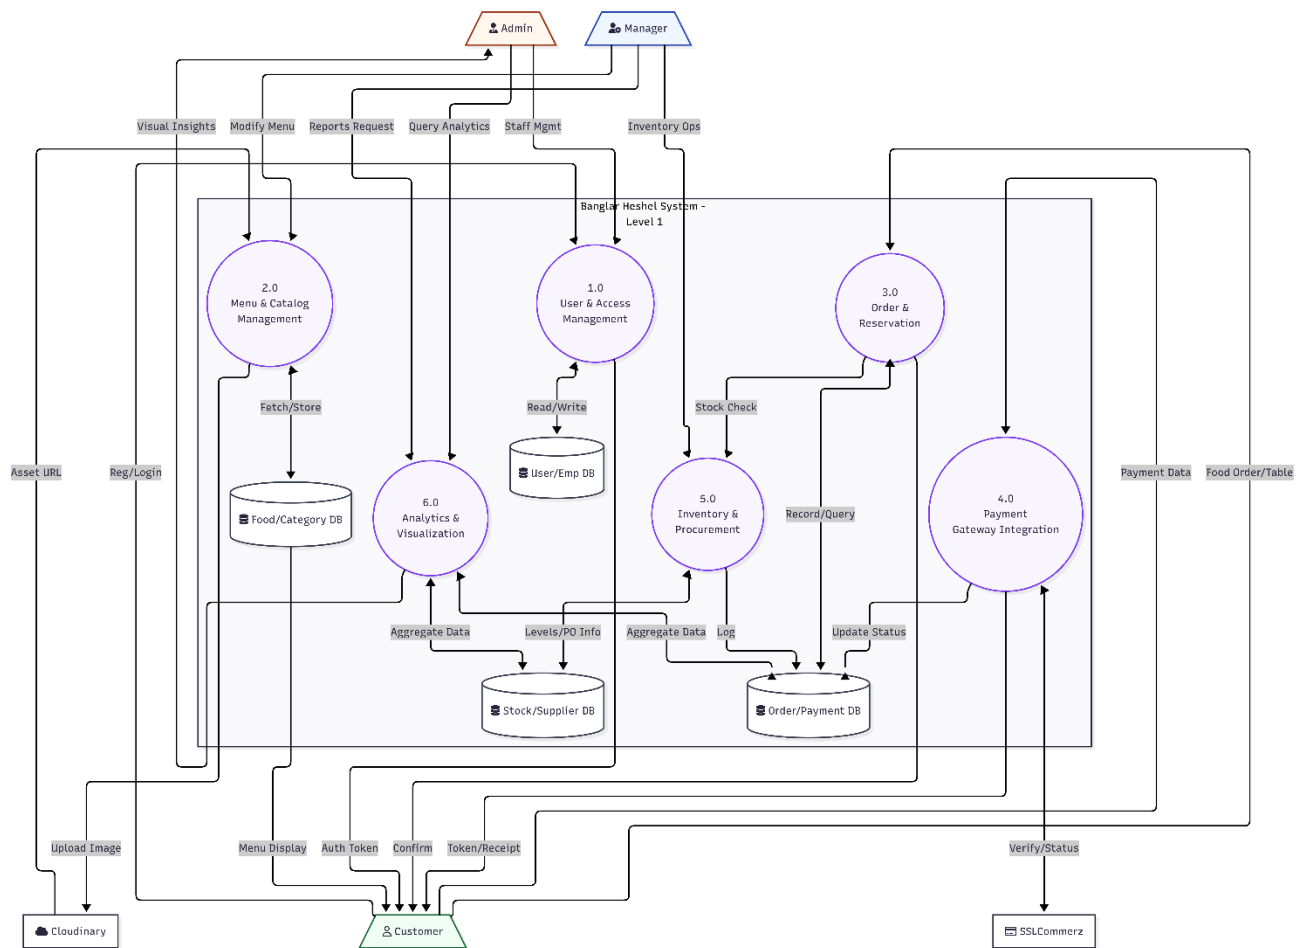 Admin
Manager
Visual Insights
Modify Menu
Reports Request
Query Analytics
Staff Mgmt
Inventory Ops
Banglar Heshel System -
Level 1
2.0
Menu & Catalog
Management
1.0
User & Access
Management
3.0
Order &
Reservation
Fetch/Store
Read/Write
Stock Check
Asset URL
Reg/Login
User/Emp DB
Payment Data
Food Order/Table
Food/Category DB
6.0
Analytics &
Visualization
5.0
Inventory &
Procurement
Record/Query
4.0
Payment
Gateway Integration
Aggregate Data
Levels/PO Info
Aggregate Data
Log
Update Status
Stock/Supplier DB
Order/Payment DB
Upload Image
Menu Display
Auth Token
Confirm
Token/Receipt
Verify/Status
Cloudinary
Customer
SSLCommerz